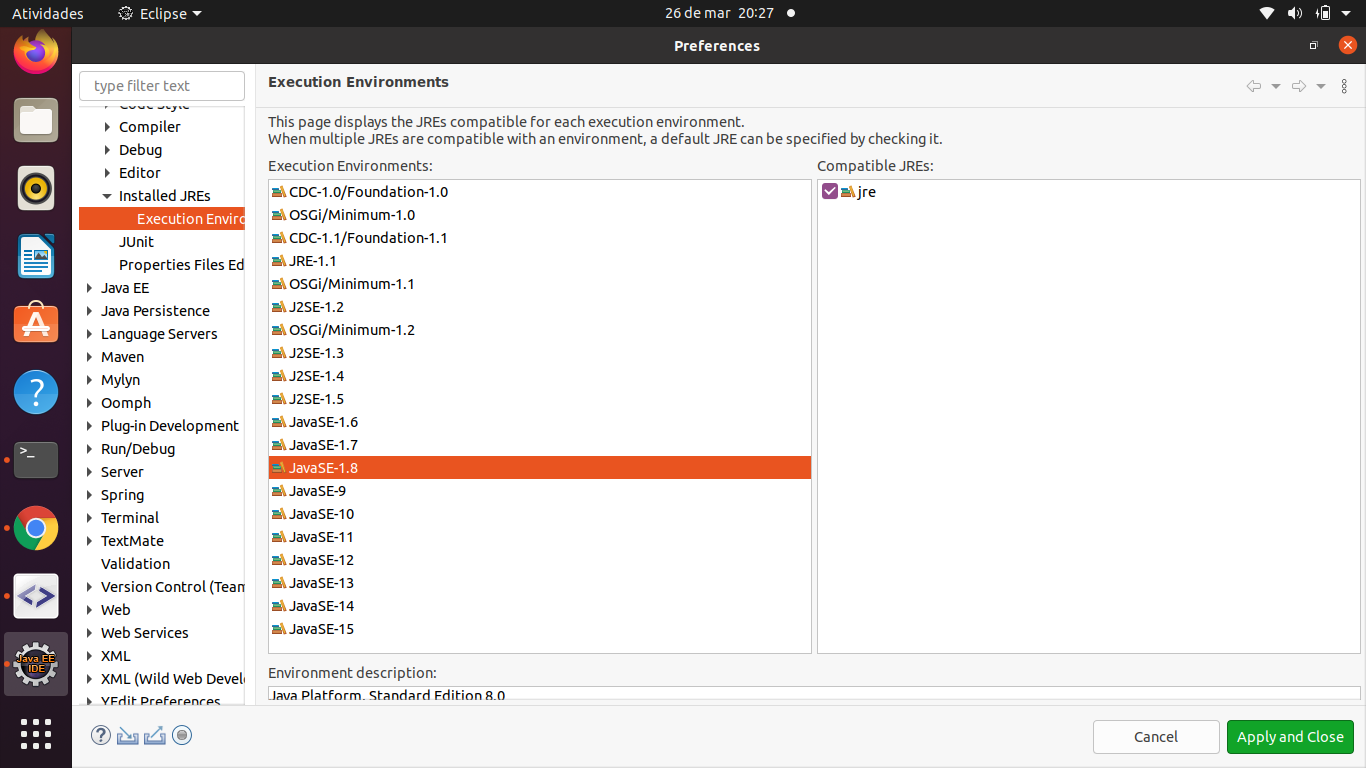 Atividades
Eclipse
26 de mar 20:27
Preferences
type filter text
Code Style
Compiler
Debug
Editor
Installed JREs
Execution Enviro
JUnit
Properties Files Ed
Java EE
Java Persistence
Language Servers
Maven
Mylyn
Oomph
Plug-in Development
Run/Debug
Server
Spring
Terminal
TextMate
Validation
Version Control (Team
Web
Web Services
XML
XML (Wild Web Devel
YEdit Preferences
Execution Environments
This page displays the JREs compatible for each execution environment.
When multiple JREs are compatible with an environment, a default JRE can be specified by checking it.
Execution Environments:
CDC-1.0/Foundation-1.0
OSGi/Minimum-1.0
CDC-1.1/Foundation-1.1
JRE-1.1
OSGi/Minimum-1.1
J2SE-1.2
OSGi/Minimum-1.2
J2SE-1.3
J2SE-1.4
J2SE-1.5
JavaSE-1.6
JavaSE-1.7
JavaSE-1.8
JavaSE-9
JavaSE-10
JavaSE-11
JavaSE-12
JavaSE-13
JavaSE-14
JavaSE-15
Compatible JREs:
jre
Environment description:
Java Platform, Standard Edition 8.0
Cancel
Apply and Close
Java EE
IDE